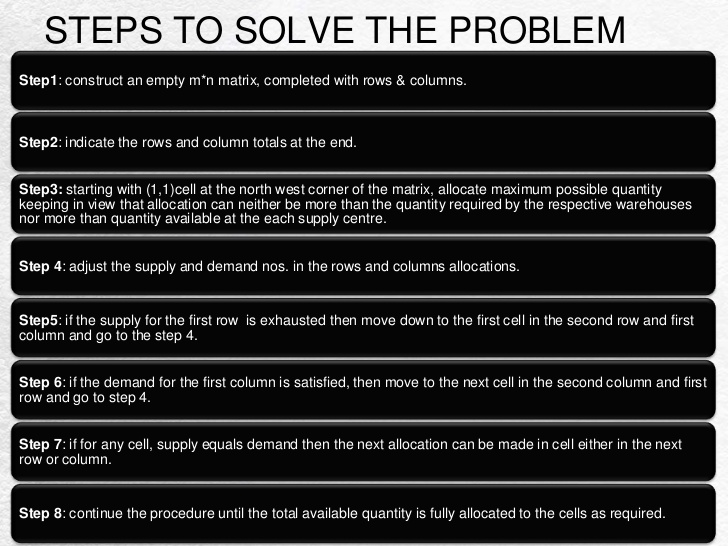 STEPS TO SOLVE THE PROBLEM
Step1: construct an empty m*n matrix, completed with rows & columns.
Step2: indicate the rows and column totals at the end.
Step3: starting with (1,1)cell at the north west corner of the matrix, allocate maximum possible quantity
keeping in view that allocation can neither be more than the quantity required by the respective warehouses
nor more than quantity available at the each supply centre.
Step 4: adjust the supply and demand nos. in the rows and columns allocations.
Step5: if the supply for the first row is exhausted then move down to the first cell in the second row and first
column and go to the step 4.
Step 6: if the demand for the first column is satisfied, then move to the next cell in the second column and first
row and go to step 4.
Step 7: if for any cell, supply equals demand then the next allocation can be made in cell either in the next
row or column.
Step 8: continue the procedure until the total available quantity is fully allocated to the cells as required.